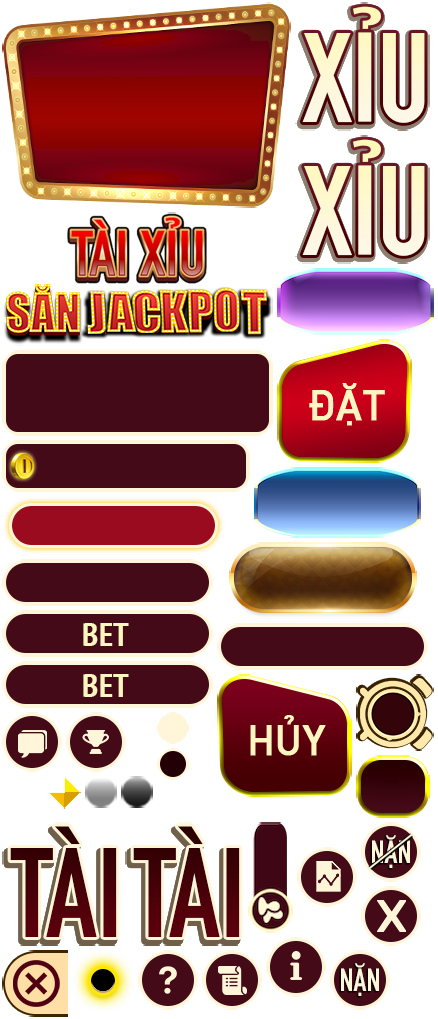 XỈU
XỈU
TÀI XỈU
SĂN JACKPOT
ĐẶT
BET
BET
HỦY
NẶN
TÀI
TÀI
X
?
i
NẶN